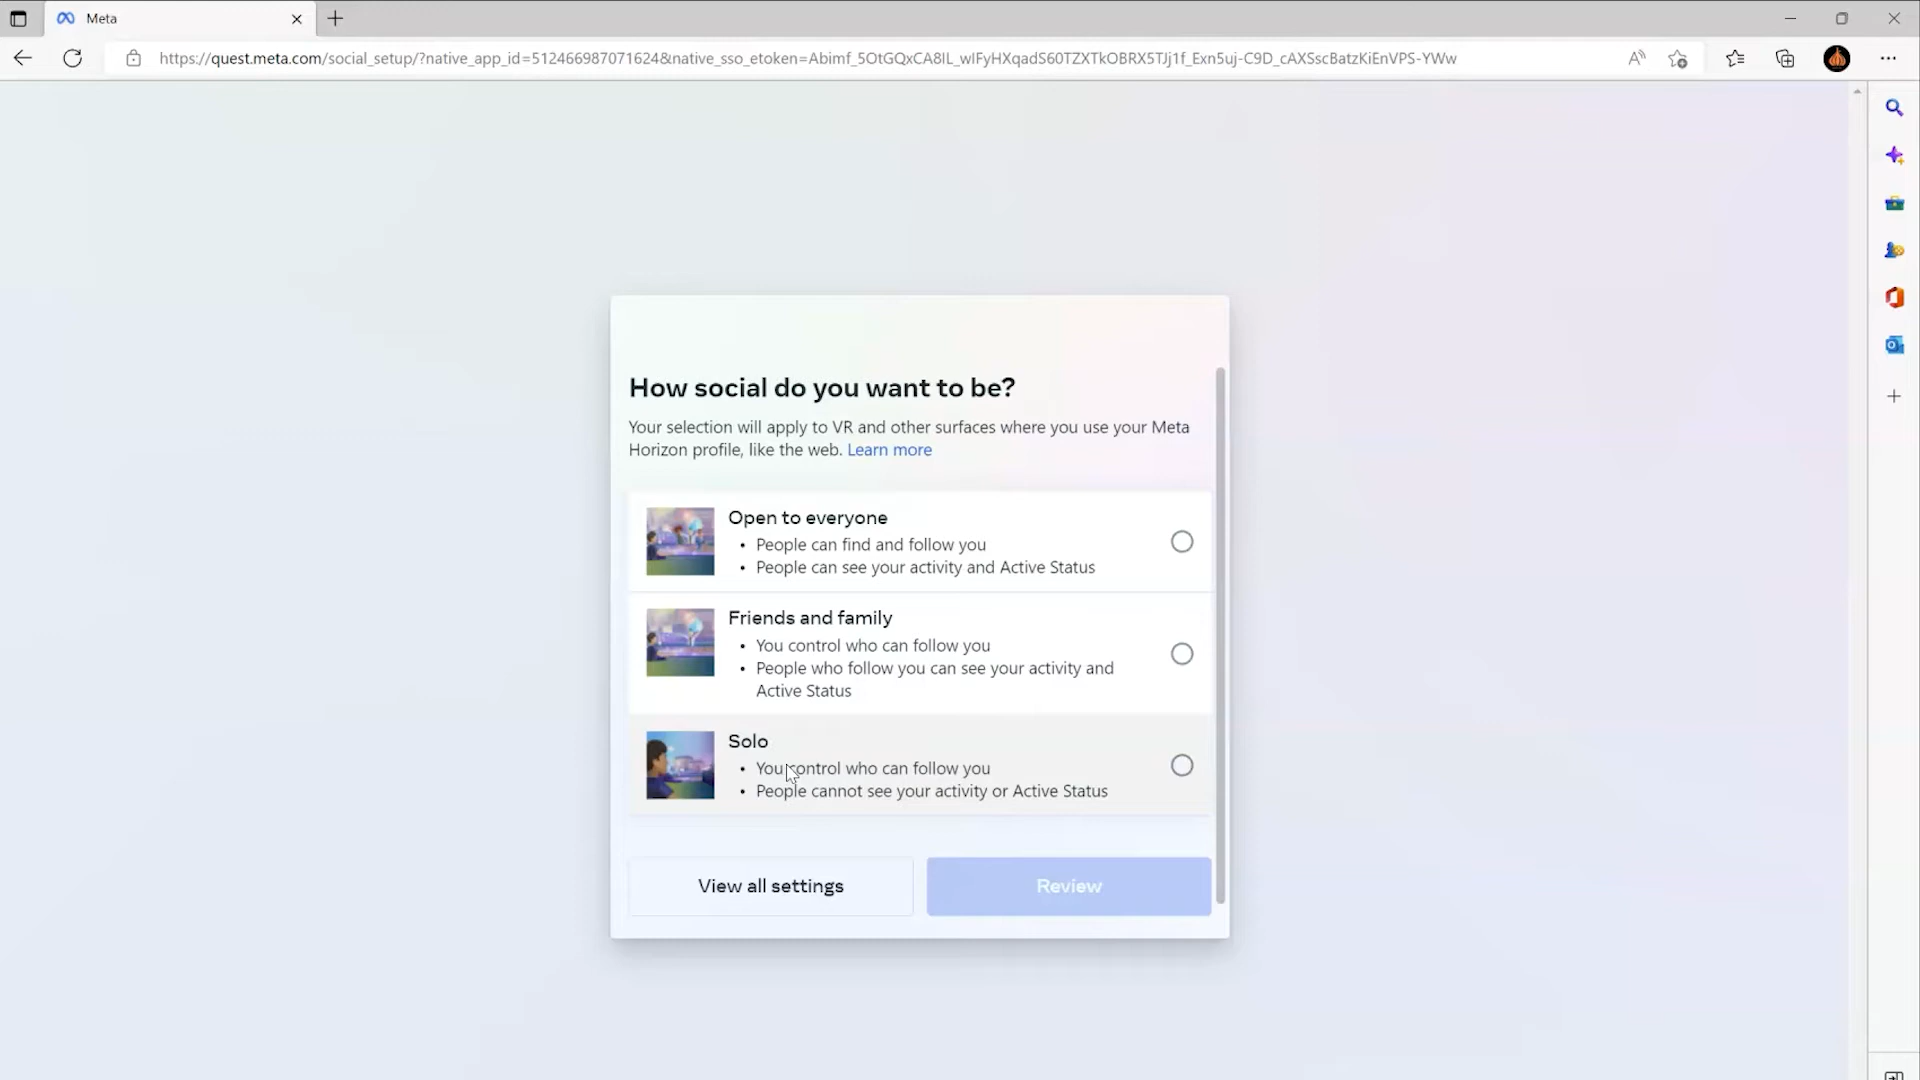 Meta
https://quest.meta.com/social_setup/?native_app_id=512466987071624&native_sso_etoken=Abimf_5OtGQxCA8IL_wIFyHXqadS60TZXTkOBRX5TJj1f_Exn5uj-C9D_cAXSscBatzKiEnVPS-YWw
How social do you want to be?
Your selection will apply to VR and other surfaces where you use your Meta
Horizon profile, like the web. Learn more
Open to everyone
• People can find and follow you
• People can see your activity and Active Status
Friends and family
• You control who can follow you
• People who follow you can see your activity and
Active Status
Solo
• You control who can follow you
• People cannot see your activity or Active Status
View all settings
Review